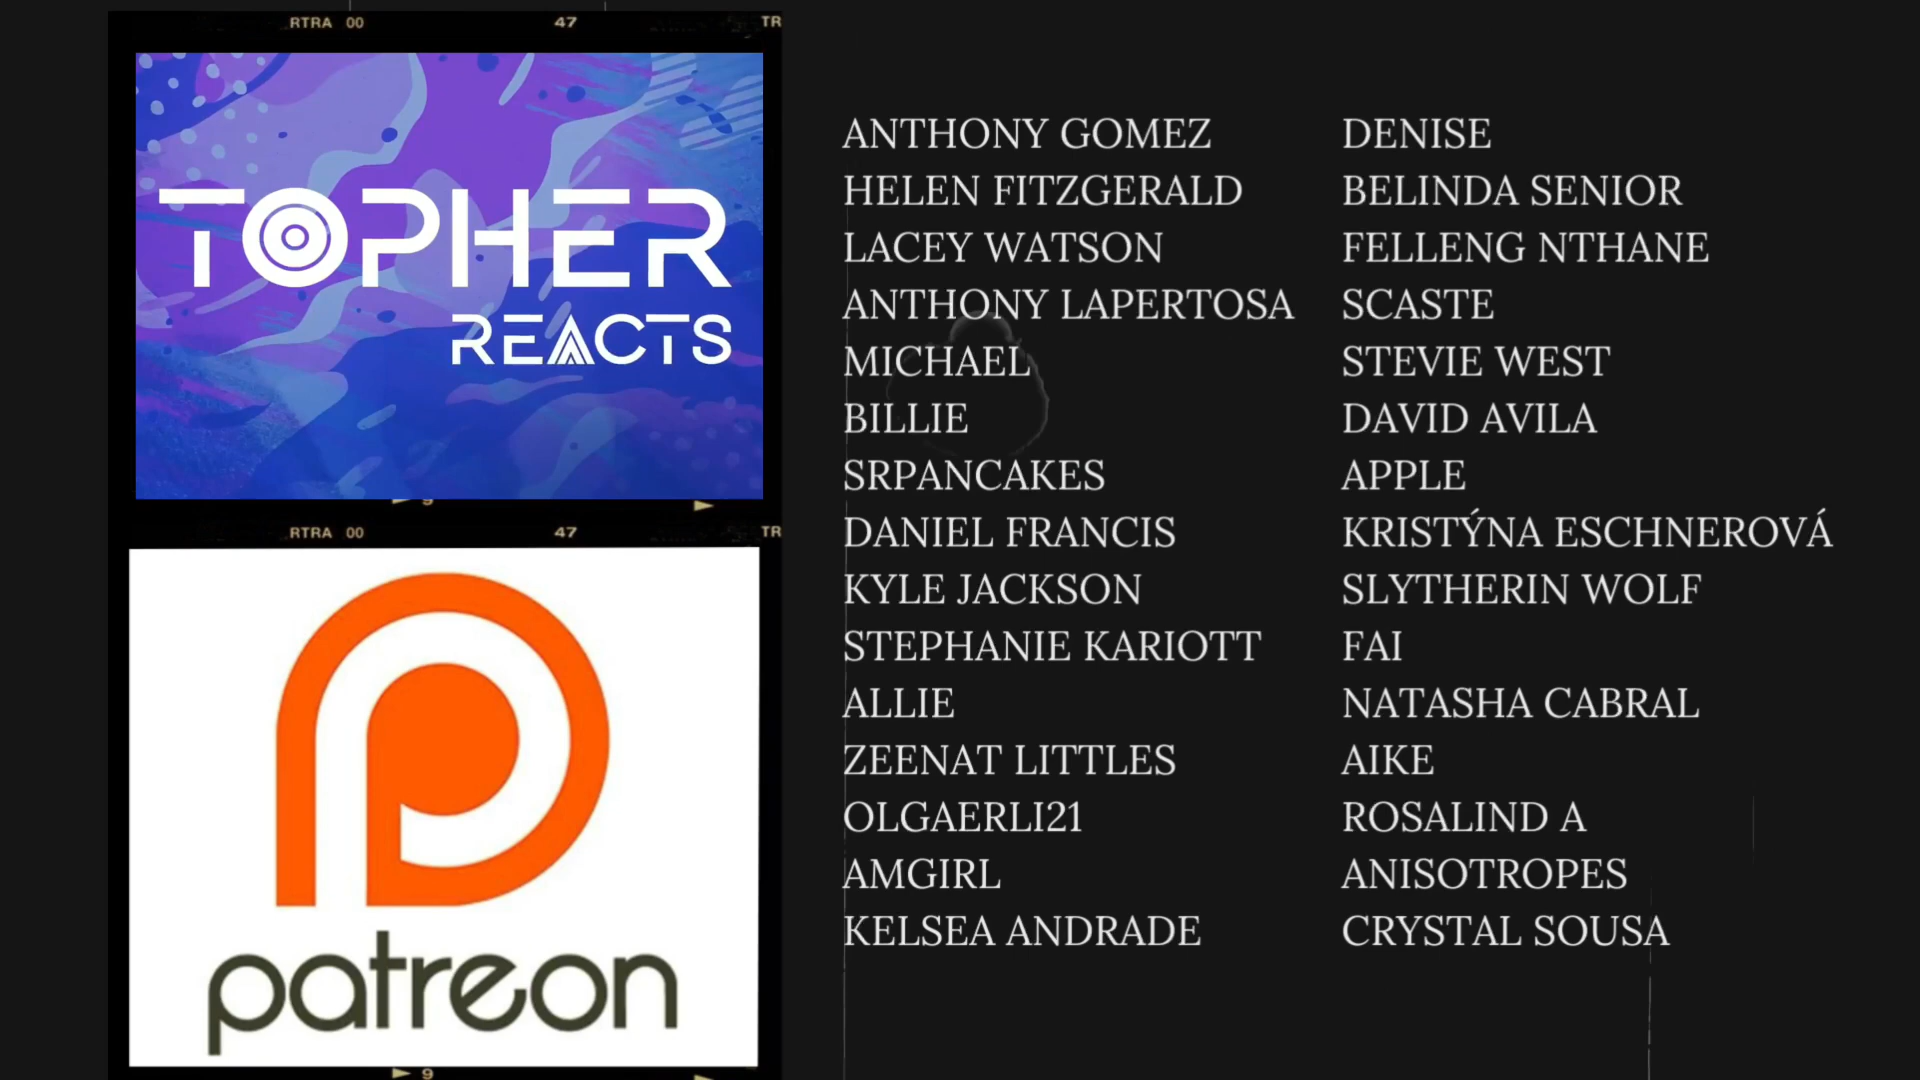 RTRA 00 47 TR
TOPHER
REACTS
9
RTRA 00 47 TR
patreon
9
ANTHONY GOMEZ
HELEN FITZGERALD
LACEY WATSON
ANTHONY LAPERTOSA
MICHAEL
BILLIE
SRPANCAKES
DANIEL FRANCIS
KYLE JACKSON
STEPHANIE KARIOTT
ALLIE
ZEENAT LITTLES
OLGAERLI21
AMGIRL
KELSEA ANDRADE
DENISE
BELINDA SENIOR
FELLENG NTHANE
SCASTE
STEVIE WEST
DAVID AVILA
APPLE
KRISTÝNA ESCHNEROVÁ
SLYTHERIN WOLF
FAI
NATASHA CABRAL
AIKE
ROSALIND A
ANISOTROPES
CRYSTAL SOUSA